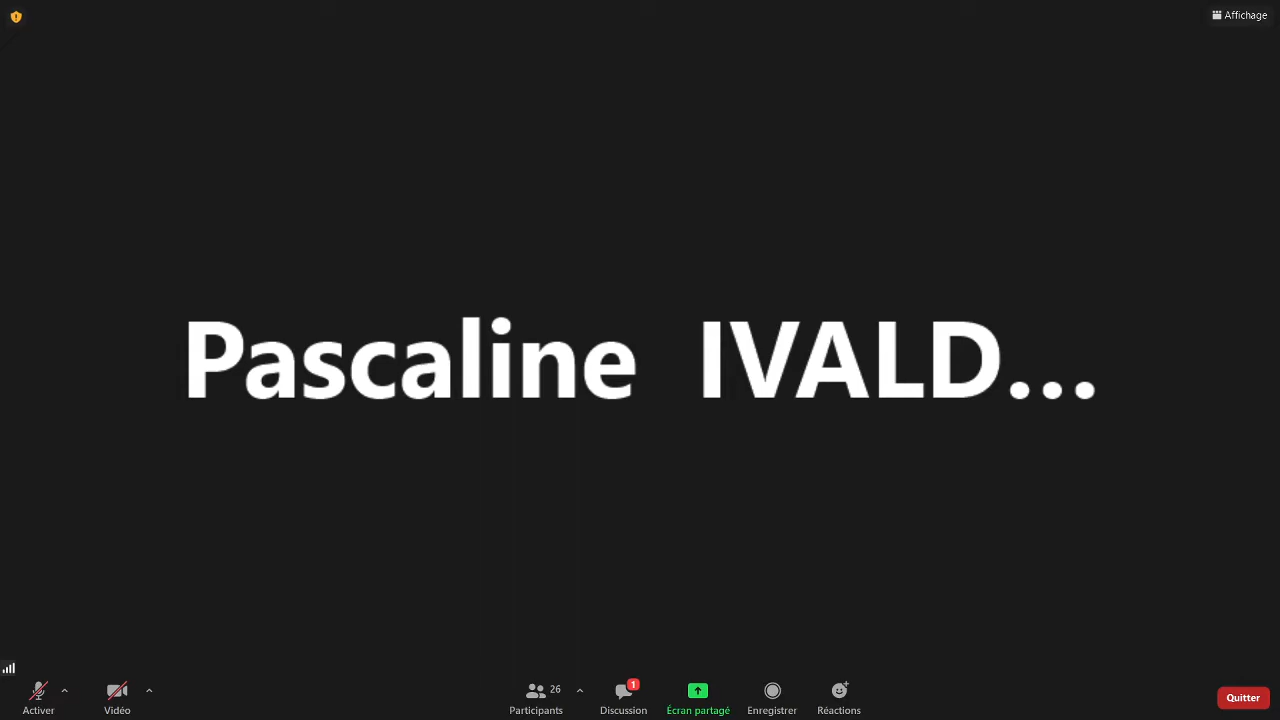 Affichage
Pascaline IVALD...
Activer
Vidéo
26
Participants
1
Discussion
Écran partagé
Enregistrer
Réactions
Quitter